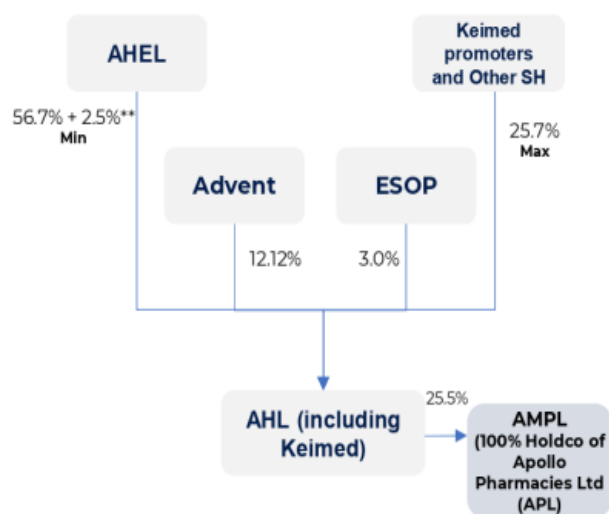 AHEL
Keimed
promoters
and Other SH
56.7% + 2.5%**
Min
25.7%
Max
Advent
ESOP
12.12%
3.0%
AHL (including
Keimed)
25.5%
AMPL
(100% Holdco of
Apollo
Pharmacies Ltd
(APL)